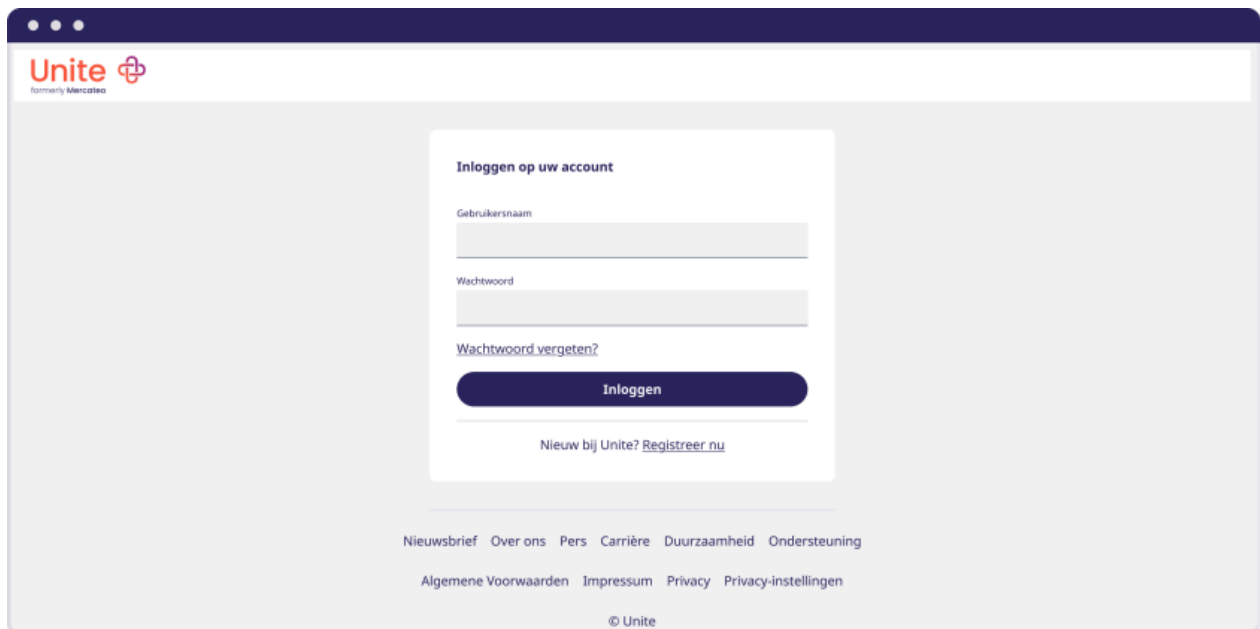 Unite
formerly Mercateo
Inloggen op uw account
Gebruikersnaam
Wachtwoord
Wachtwoord vergeten?
Inloggen
Nieuw bij Unite? Registreer nu
Nieuwsbrief Over ons Pers Carrière Duurzaamheid Ondersteuning
Algemene Voorwaarden Impressum Privacy Privacy-instellingen
© Unite